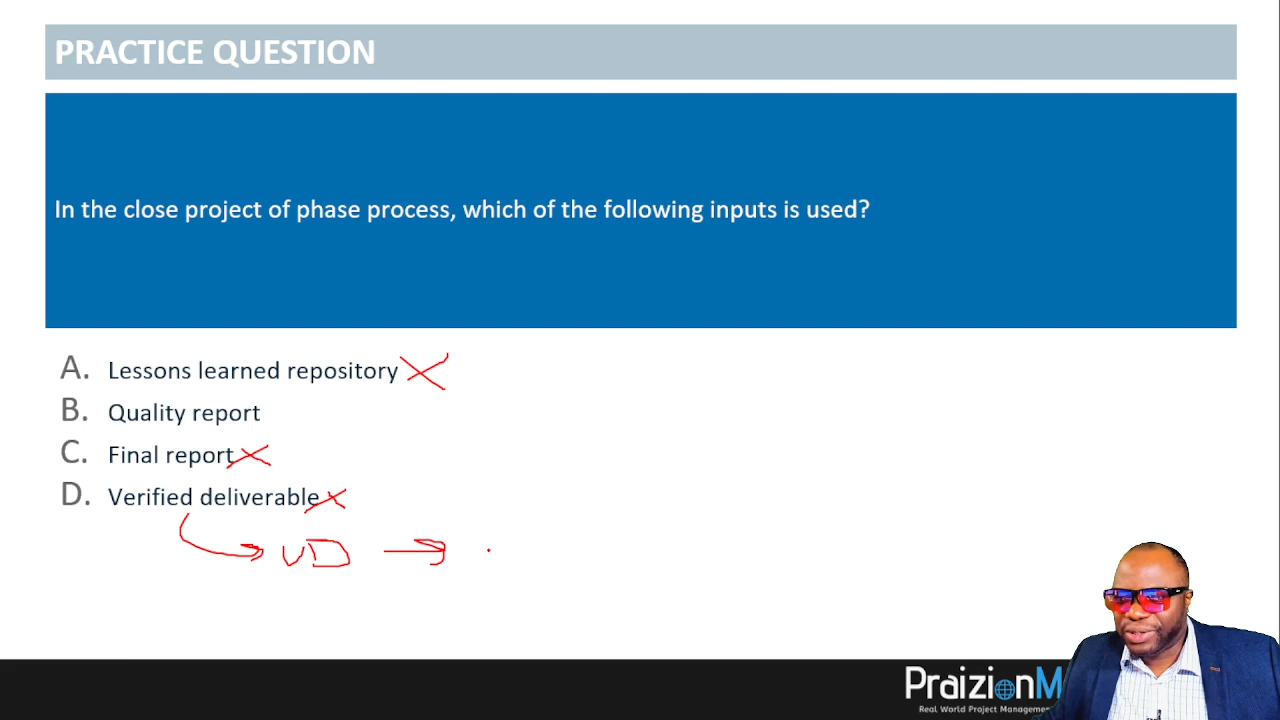 PRACTICE QUESTION
In the close project of phase process, which of the following inputs is used?
A. Lessons learned repository
B. Quality report
C. Final report
D. Verified deliverable
VD
PraizionM
Real World Project Managemen